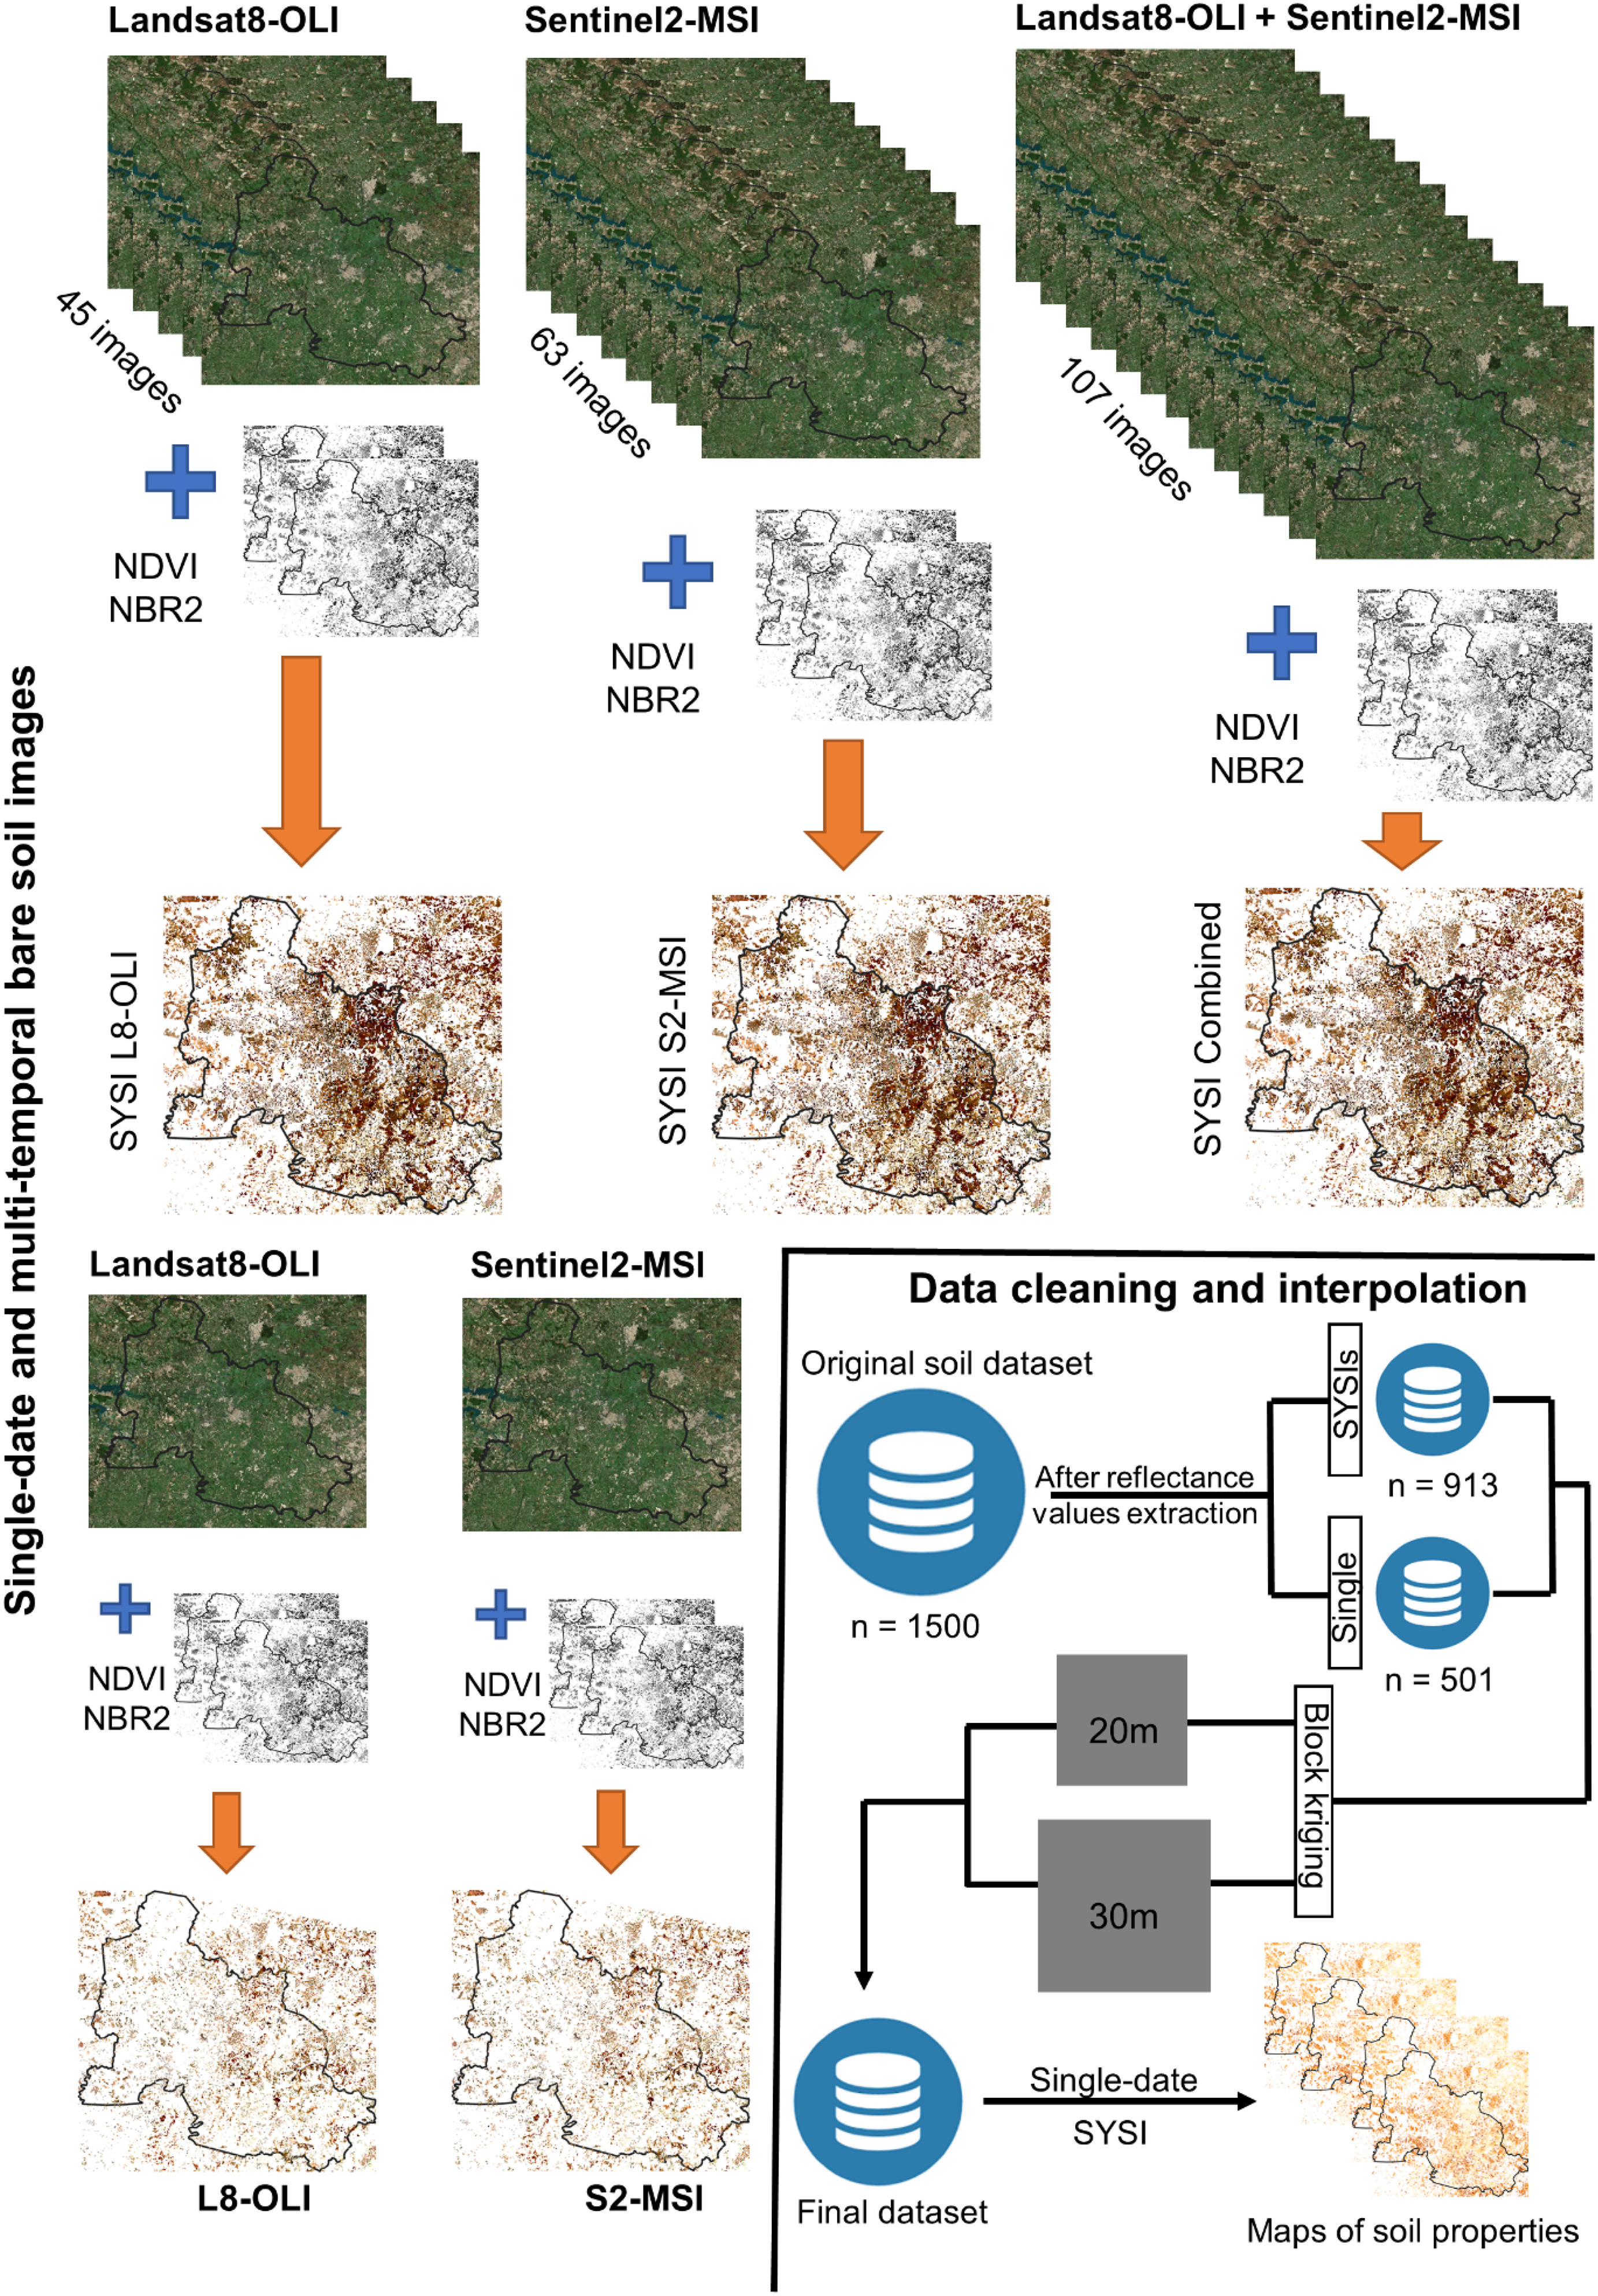 Landsat8-OLI
Sentinel2-MSI
Landsat8-OLI + Sentinel2-MSI
45 images
63 images
107 images
NDVI
NBR2
NDVI
NBR2
NDVI
NBR2
Single-date and multi-temporal bare soil images
SYSI L8-OLI
SYSI S2-MSI
SYSI Combined
Landsat8-OLI
Sentinel2-MSI
NDVI
NBR2
NDVI
NBR2
L8-OLI
S2-MSI
Data cleaning and interpolation
Original soil dataset
n = 1500
After reflectance
values extraction
SYSIs
n = 913
Single
n = 501
Block kriging
20m
30m
Final dataset
Single-date
SYSI
Maps of soil properties